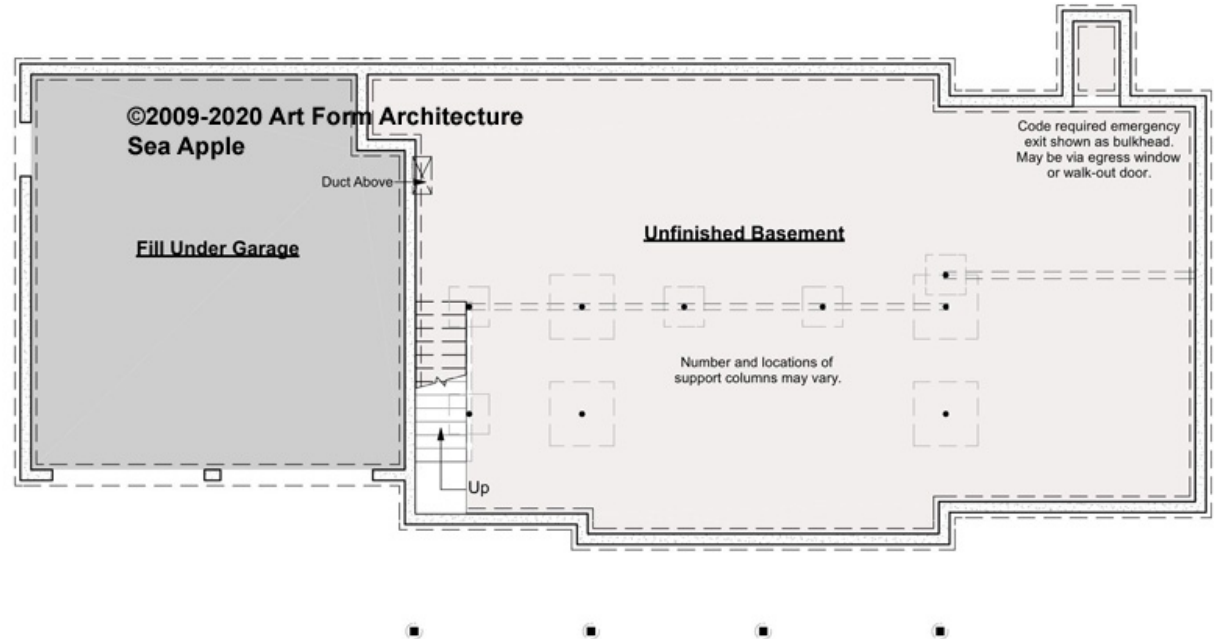 ©2009-2020 Art Form Architecture
Sea Apple
Code required emergency
exit shown as bulkhead.
May be via egress window
or walk-out door.
Duct Above
Fill Under Garage
Unfinished Basement
Number and locations of
support columns may vary.
Up